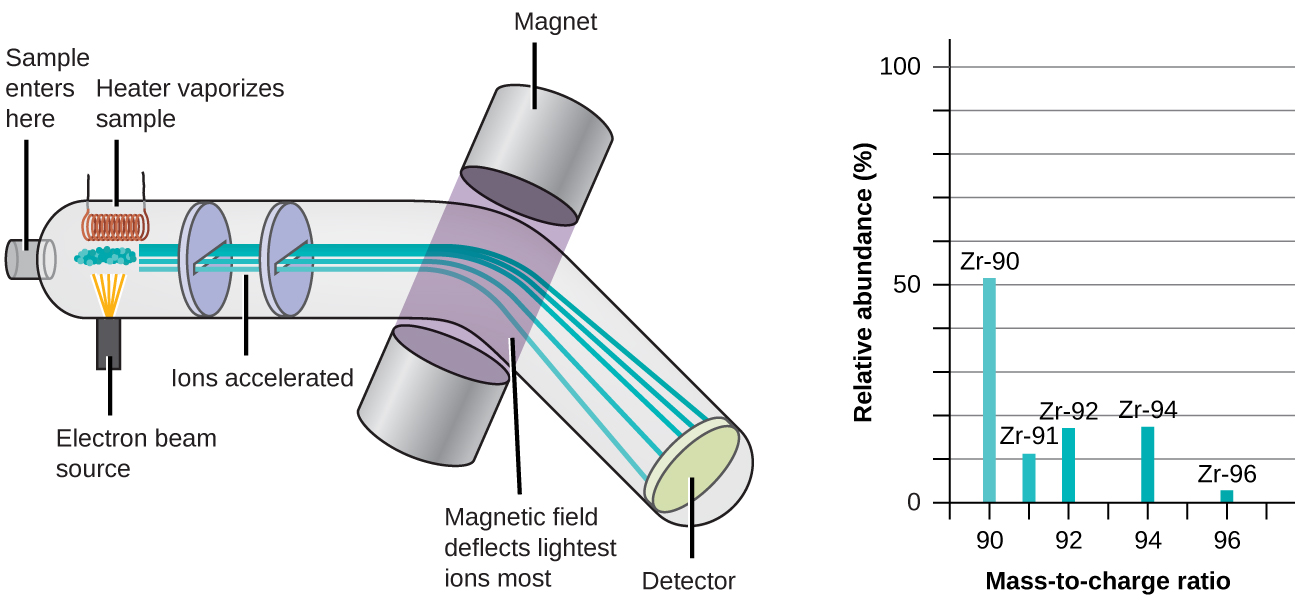 Magnet
Sample
enters
here
Heater vaporizes
sample
Ions accelerated
Electron beam
source
Magnetic field
deflects lightest
ions most
Detector
Relative abundance (%)
100
50
0
Zr-90
Zr-91
Zr-92
Zr-94
Zr-96
90
92
94
96
Mass-to-charge ratio